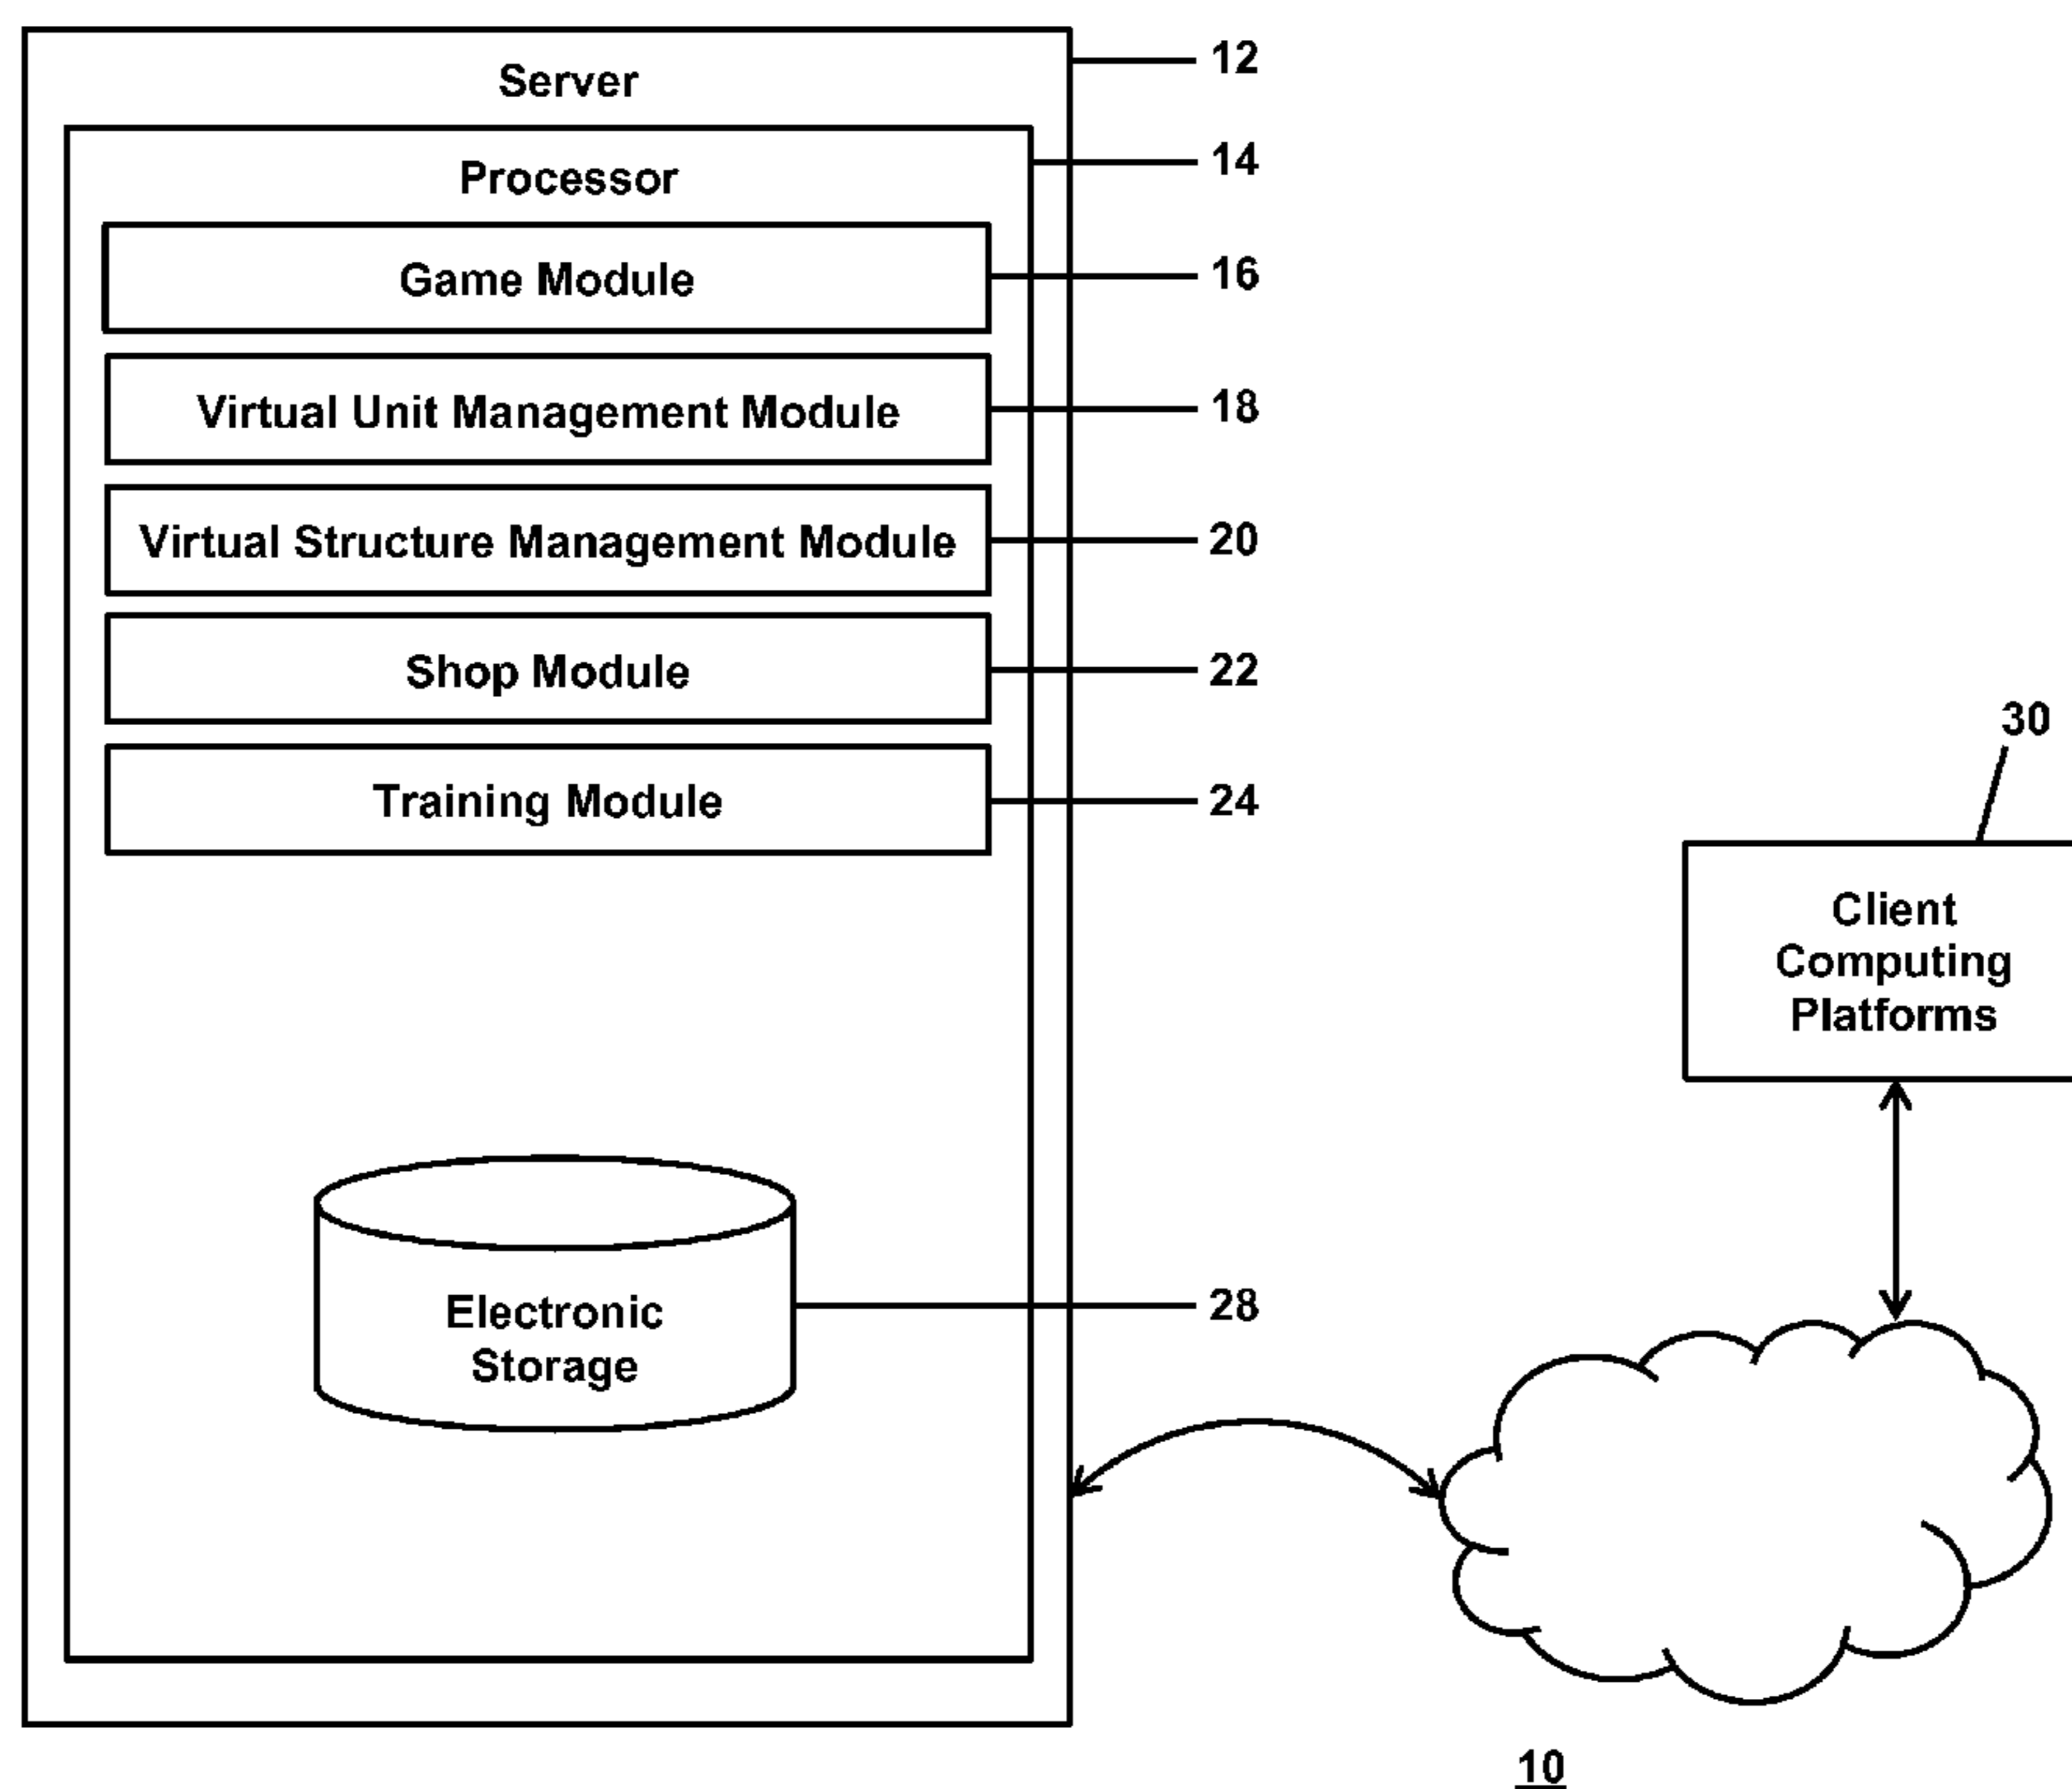 Server
12
Processor
14
Game Module
16
Virtual Unit Management Module
18
Virtual Structure Management Module
20
Shop Module
22
Training Module
24
30
Client
Computing
Platforms
Electronic
Storage
28
10